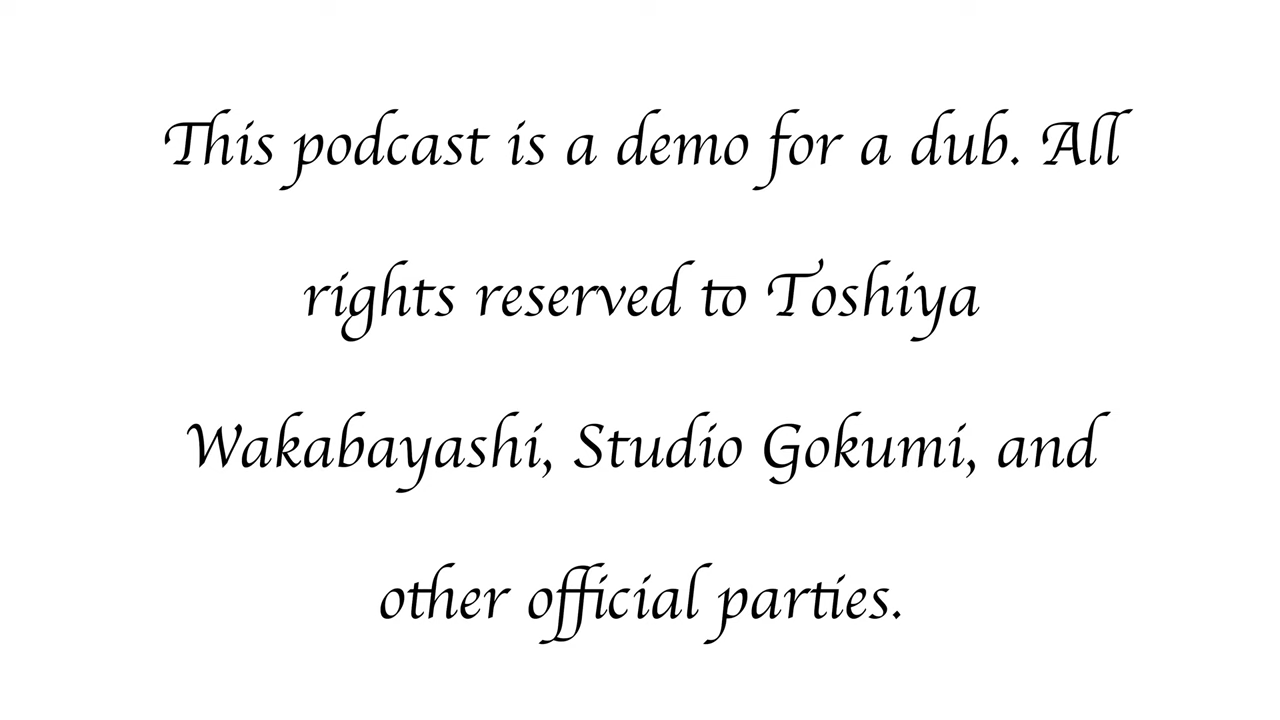 This podcast is a demo for a dub. All
rights reserved to Toshiya
Wakabayashi, Studio Gokumi, and
other official parties.